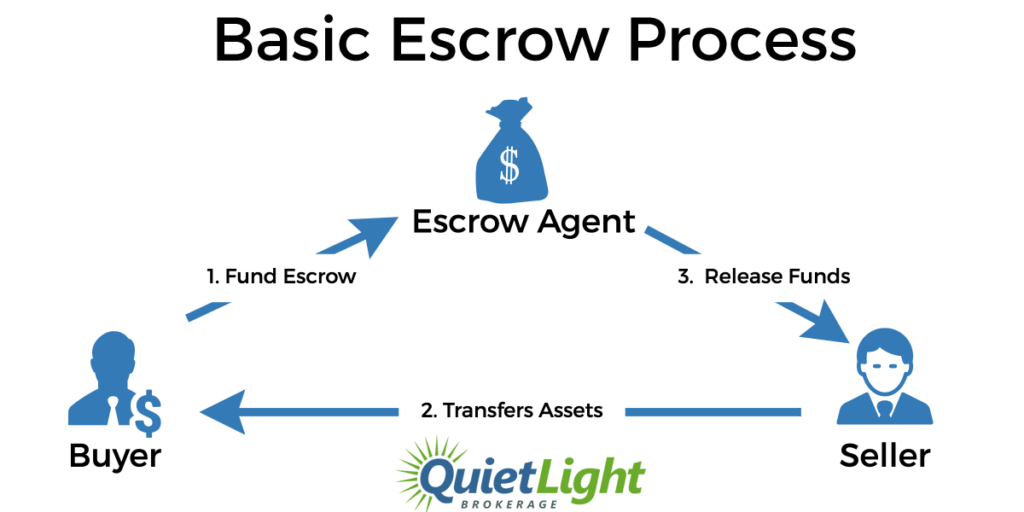 Basic Escrow Process
$
Escrow Agent
1. Fund Escrow
3. Release Funds
$
2. Transfers Assets
Buyer
Seller
QuietLight
BROKERAGE